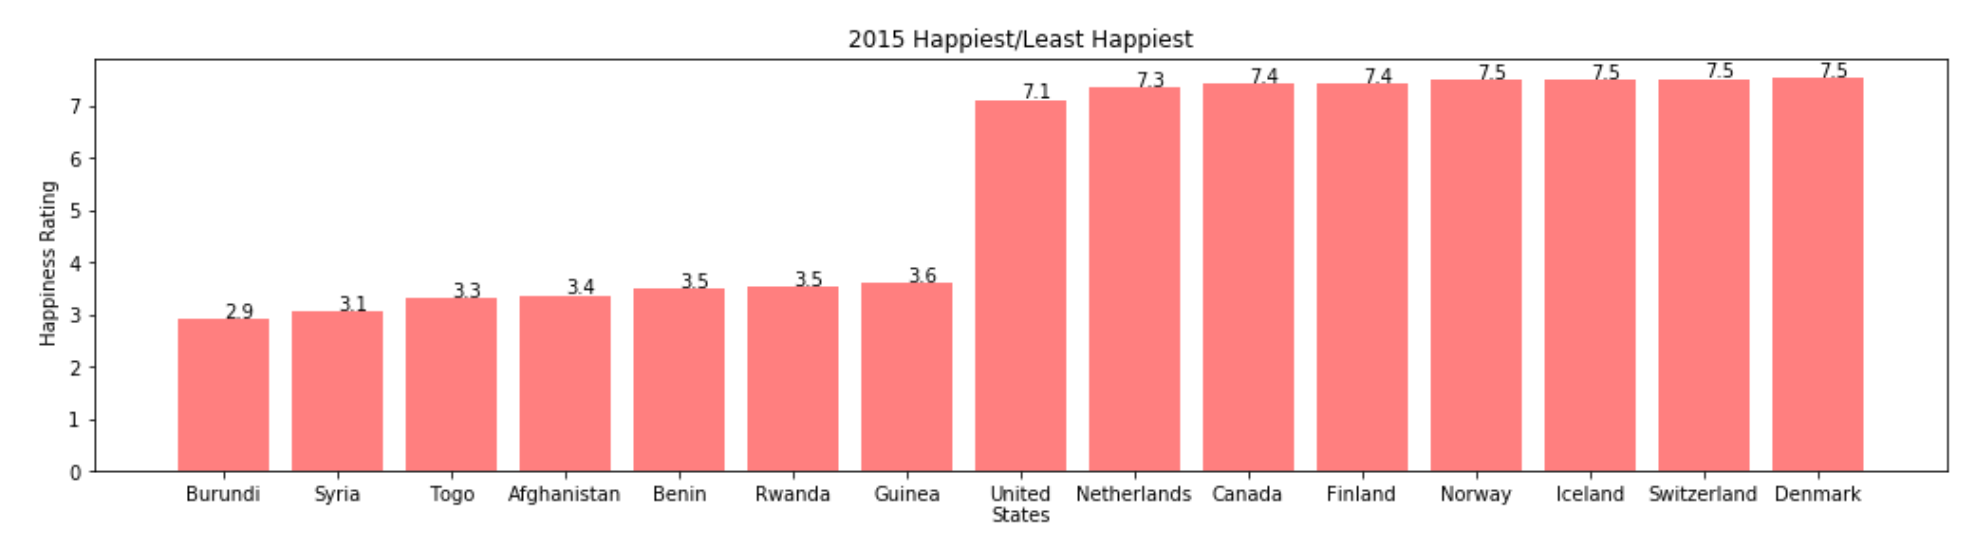 2015 Happiest/Least Happiest
Happiness Rating
7
6
5
4
3
2
1
0
2.9
3.1
3.3
3.4
3.5
3.5
3.6
7.1
7.3
7.4
7.4
7.5
7.5
7.5
7.5
Burundi
Syria
Togo
Afghanistan
Benin
Rwanda
Guinea
United
States
Netherlands
Canada
Finland
Norway
Iceland
Switzerland
Denmark